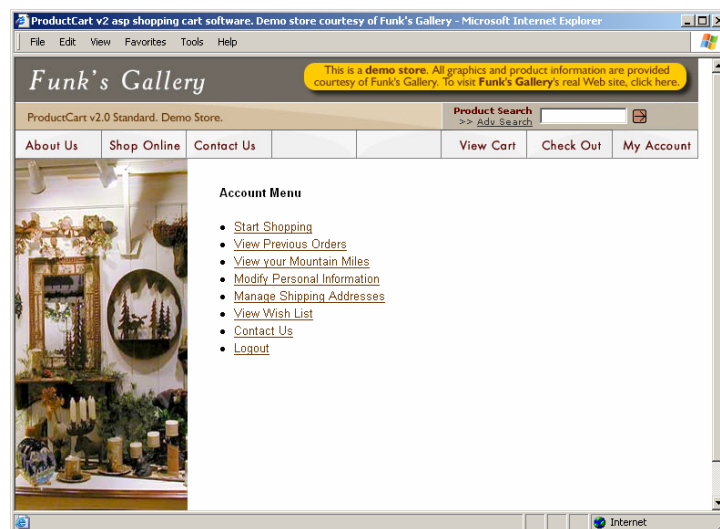 ProductCart v2 asp shopping cart software. Demo store courtesy of Funk's Gallery - Microsoft Internet Explorer
File Edit View Favorites Tools Help
Funk's Gallery
This is a demo store. All graphics and product information are provided
courtesy of Funk's Gallery. To visit Funk's Gallery's real Web site, click here.
ProductCart v2.0 Standard. Demo Store.
Product Search
>> Adv Search
About Us Shop Online Contact Us View Cart Check Out My Account
Account Menu
• Start Shopping
• View Previous Orders
• View your Mountain Miles
• Modify Personal Information
• Manage Shipping Addresses
• View Wish List
• Contact Us
• Logout
Internet